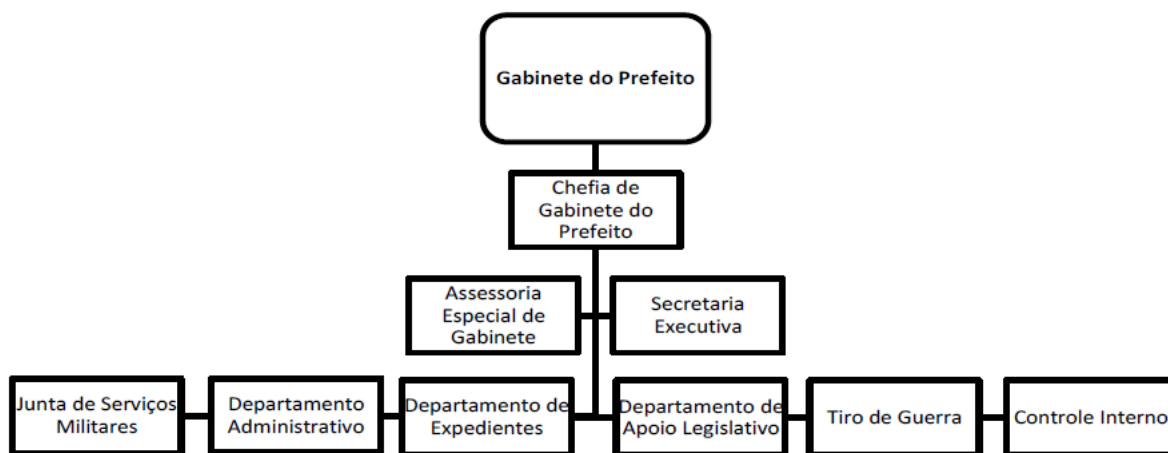 Gabinete do Prefeito
Chefia de
Gabinete do
Prefeito
Assessoria
Especial de
Gabinete
Secretaria
Executiva
Junta de Serviços
Militares
Departamento
Administrativo
Departamento de
Expedientes
Departamento de
Apoio Legislativo
Tiro de Guerra
Controle Interno